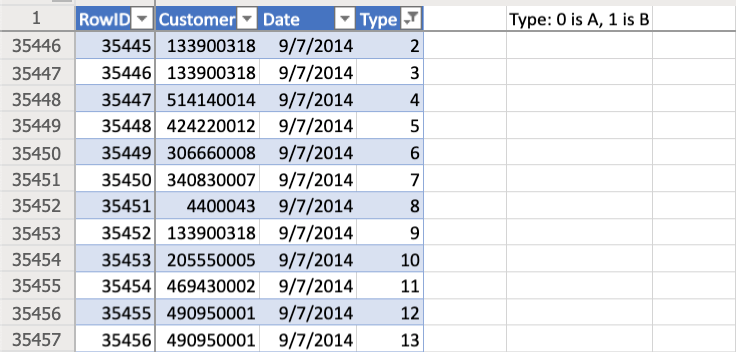 1 RowID Customer Date Type Type: 0 is A, 1 is B
35446 35445 133900318 9/7/2014 2
35447 35446 133900318 9/7/2014 3
35448 35447 514140014 9/7/2014 4
35449 35448 424220012 9/7/2014 5
35450 35449 306660008 9/7/2014 6
35451 35450 340830007 9/7/2014 7
35452 35451 4400043 9/7/2014 8
35453 35452 133900318 9/7/2014 9
35454 35453 205550005 9/7/2014 10
35455 35454 469430002 9/7/2014 11
35456 35455 490950001 9/7/2014 12
35457 35456 490950001 9/7/2014 13